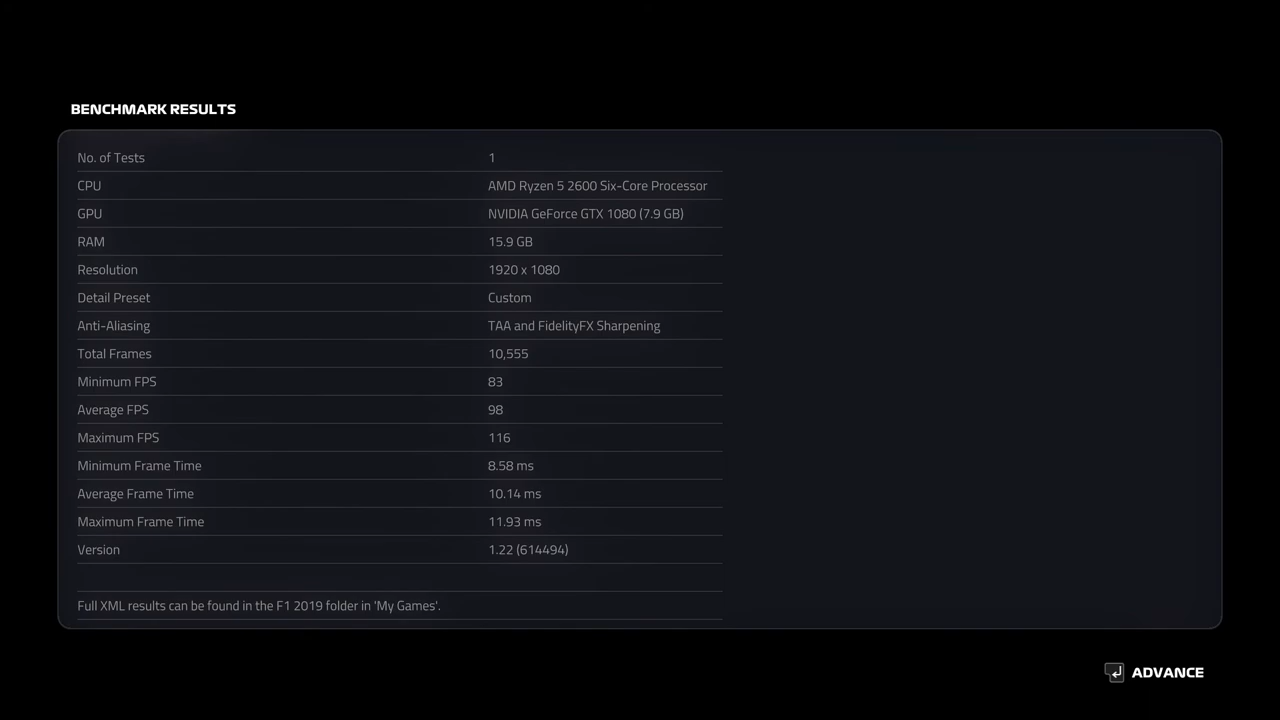 BENCHMARK RESULTS
No. of Tests 1
CPU AMD Ryzen 5 2600 Six-Core Processor
GPU NVIDIA GeForce GTX 1080 (7.9 GB)
RAM 15.9 GB
Resolution 1920 x 1080
Detail Preset Custom
Anti-Aliasing TAA and FidelityFX Sharpening
Total Frames 10,555
Minimum FPS 83
Average FPS 98
Maximum FPS 116
Minimum Frame Time 8.58 ms
Average Frame Time 10.14 ms
Maximum Frame Time 11.93 ms
Version 1.22 (614494)
Full XML results can be found in the F1 2019 folder in 'My Games'.
ADVANCE